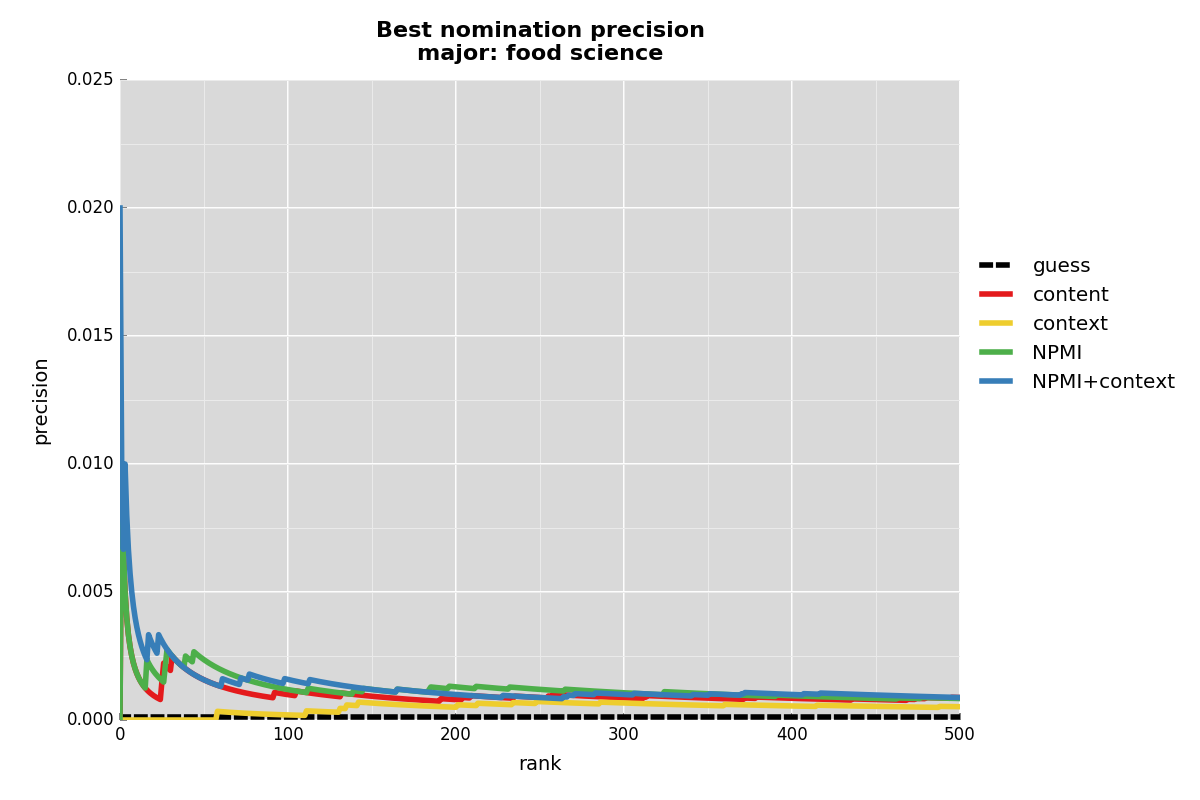 Best nomination precision
major: food science
0.025
0.020
0.015
0.010
0.005
0.000
precision
0
100
200
300
400
500
rank
guess
content
context
NPMI
NPMI+context